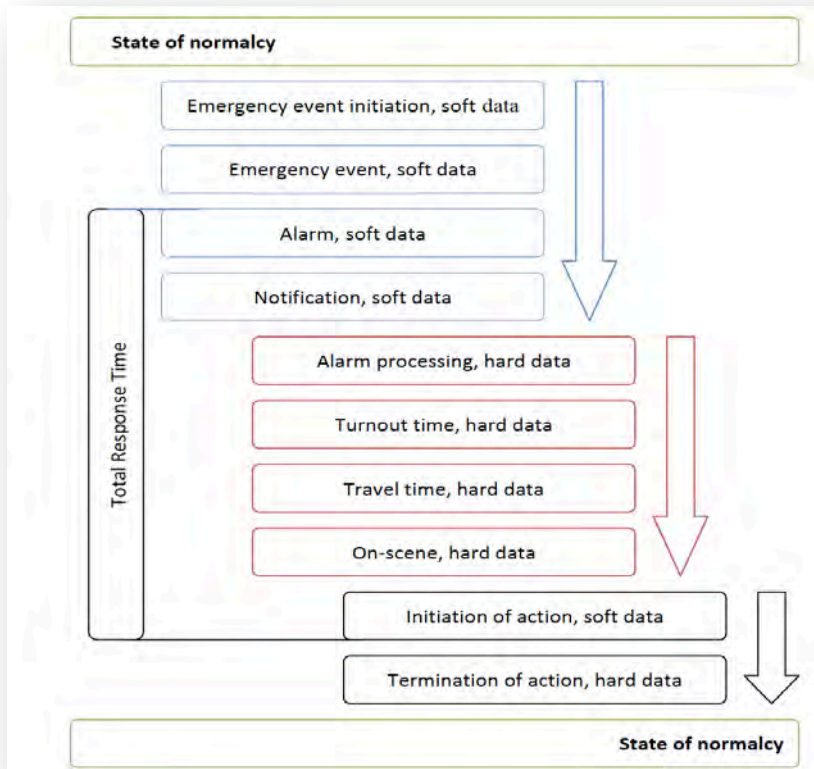 State of normalcy
Emergency event initiation, soft data
Emergency event, soft data
Alarm, soft data
Notification, soft data
Total Response Time
Alarm processing, hard data
Turnout time, hard data
Travel time, hard data
On-scene, hard data
Initiation of action, soft data
Termination of action, hard data
State of normalcy